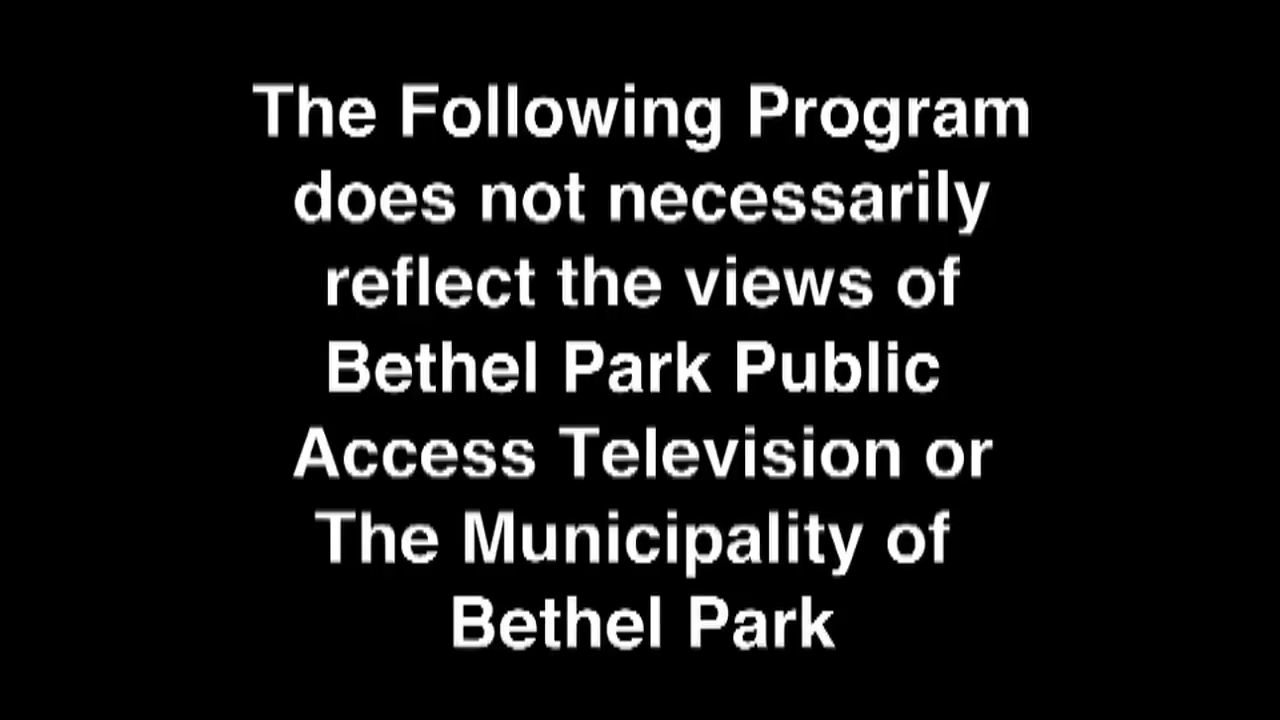 The Following Program
does not necessarily
reflect the views of
Bethel Park Public
Access Television or
The Municipality of
Bethel Park